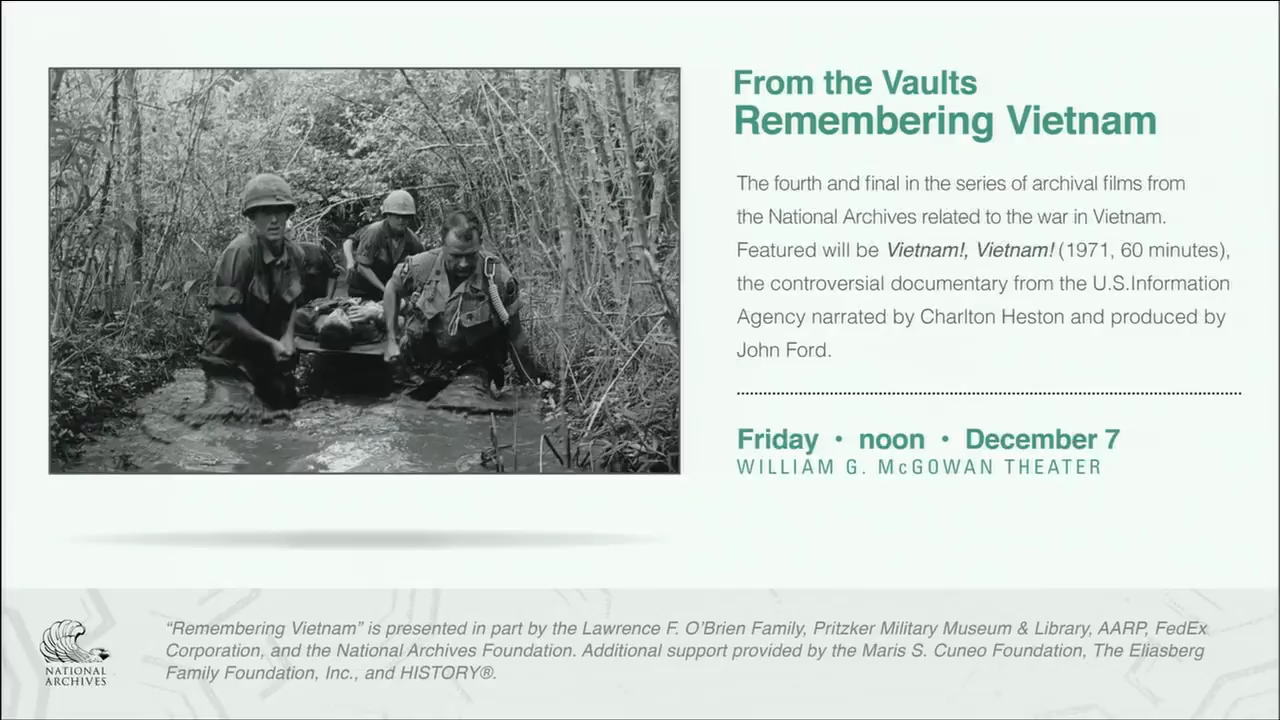 From the Vaults
Remembering Vietnam
The fourth and final in the series of archival films from
the National Archives related to the war in Vietnam.
Featured will be Vietnam!, Vietnam! (1971, 60 minutes),
the controversial documentary from the U.S.Information
Agency narrated by Charlton Heston and produced by
John Ford.
Friday • noon • December 7
WILLIAM G. McGOWAN THEATER
NATIONAL
ARCHIVES
“Remembering Vietnam” is presented in part by the Lawrence F. O’Brien Family, Pritzker Military Museum & Library, AARP, FedEx
Corporation, and the National Archives Foundation. Additional support provided by the Maris S. Cuneo Foundation, The Eliasberg
Family Foundation, Inc., and HISTORY®.